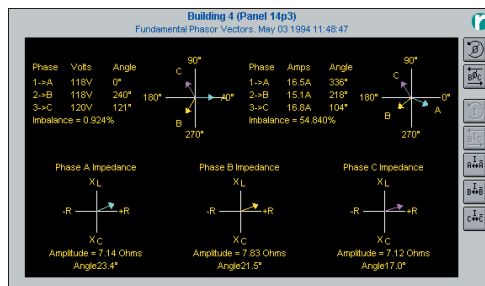 Building 4 (Panel 14p3)
Fundamental Phasor Vectors. May 03 1994 11:48:47
Phase Volts Angle
1->A 118V 0°
2->B 118V 240°
3->C 120V 121°
Imbalance = 0.924%
90°
C
180°
A0°
B
270°
Phase Amps Angle
1->A 16.5A 336°
2->B 15.1A 218°
3->C 16.8A 104°
Imbalance = 54.840%
90°
C
180°
0°
A
B
270°
Phase A Impedance
XL
-R
+R
XC
Amplitude = 7.14 Ohms
Angle23.4°
Phase B Impedance
XL
-R
+R
XC
Amplitude = 7.83 Ohms
Angle21.5°
Phase C Impedance
XL
-R
+R
XC
Amplitude = 7.12 Ohms
Angle17.0°